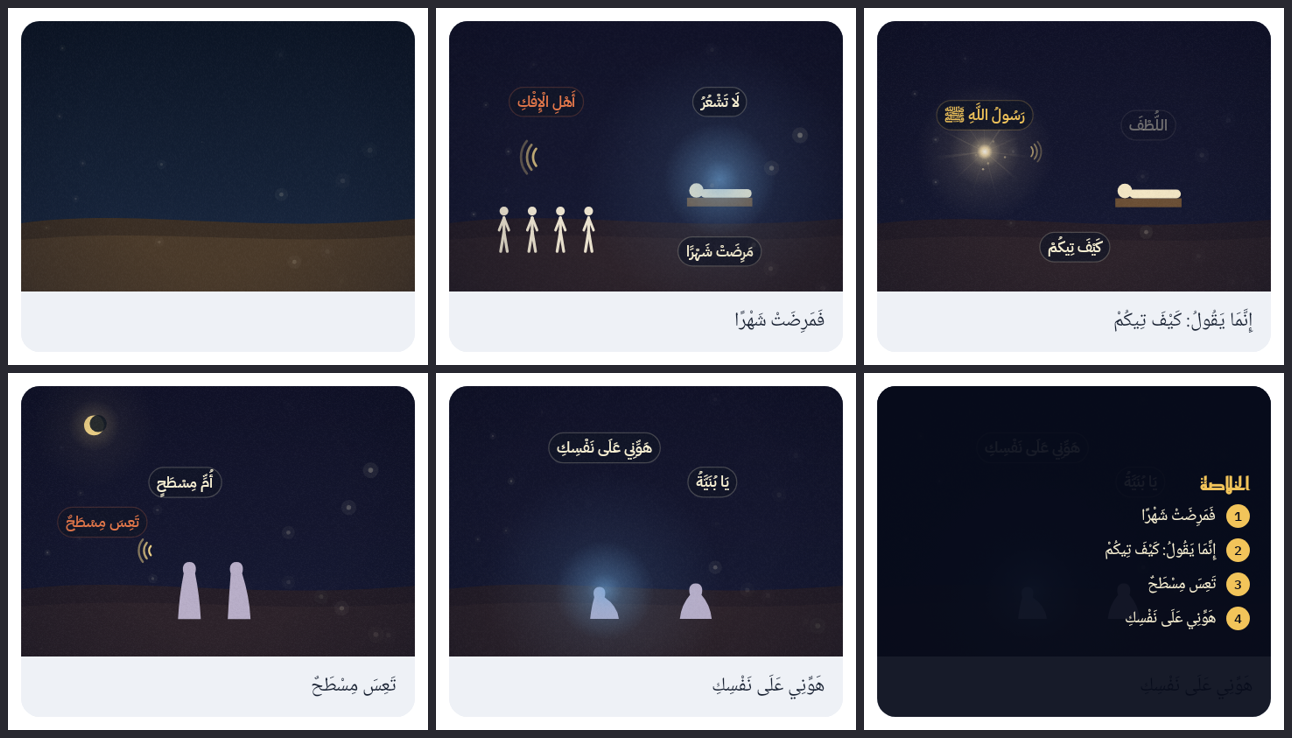 أَهْلِ الْإِفْكِ
لَا تَشْعُرُ
مَرِضَتْ شَهْرًا
فَمَرِضَتْ شَهْرًا
رَسُولُ اللَّهِ ﷺ
اللُّطْفَ
كَيْفَ تِيكُمْ
إِنَّمَا يَقُولُ: كَيْفَ تِيكُمْ
أُمُّ مِسْطَحٍ
تَعِسَ مِسْطَحٌ
تَعِسَ مِسْطَحٌ
هَوِّنِي عَلَى نَفْسِكِ
يَا بُنَيَّةُ
هَوِّنِي عَلَى نَفْسِكِ
هَوِّنِي عَلَى نَفْسِكِ
يَا بُنَيَّةُ
الخلاصة
1 فَمَرِضَتْ شَهْرًا
2 إِنَّمَا يَقُولُ: كَيْفَ تِيكُمْ
3 تَعِسَ مِسْطَحٌ
4 هَوِّنِي عَلَى نَفْسِكِ
هَوِّنِي عَلَى نَفْسِكِ